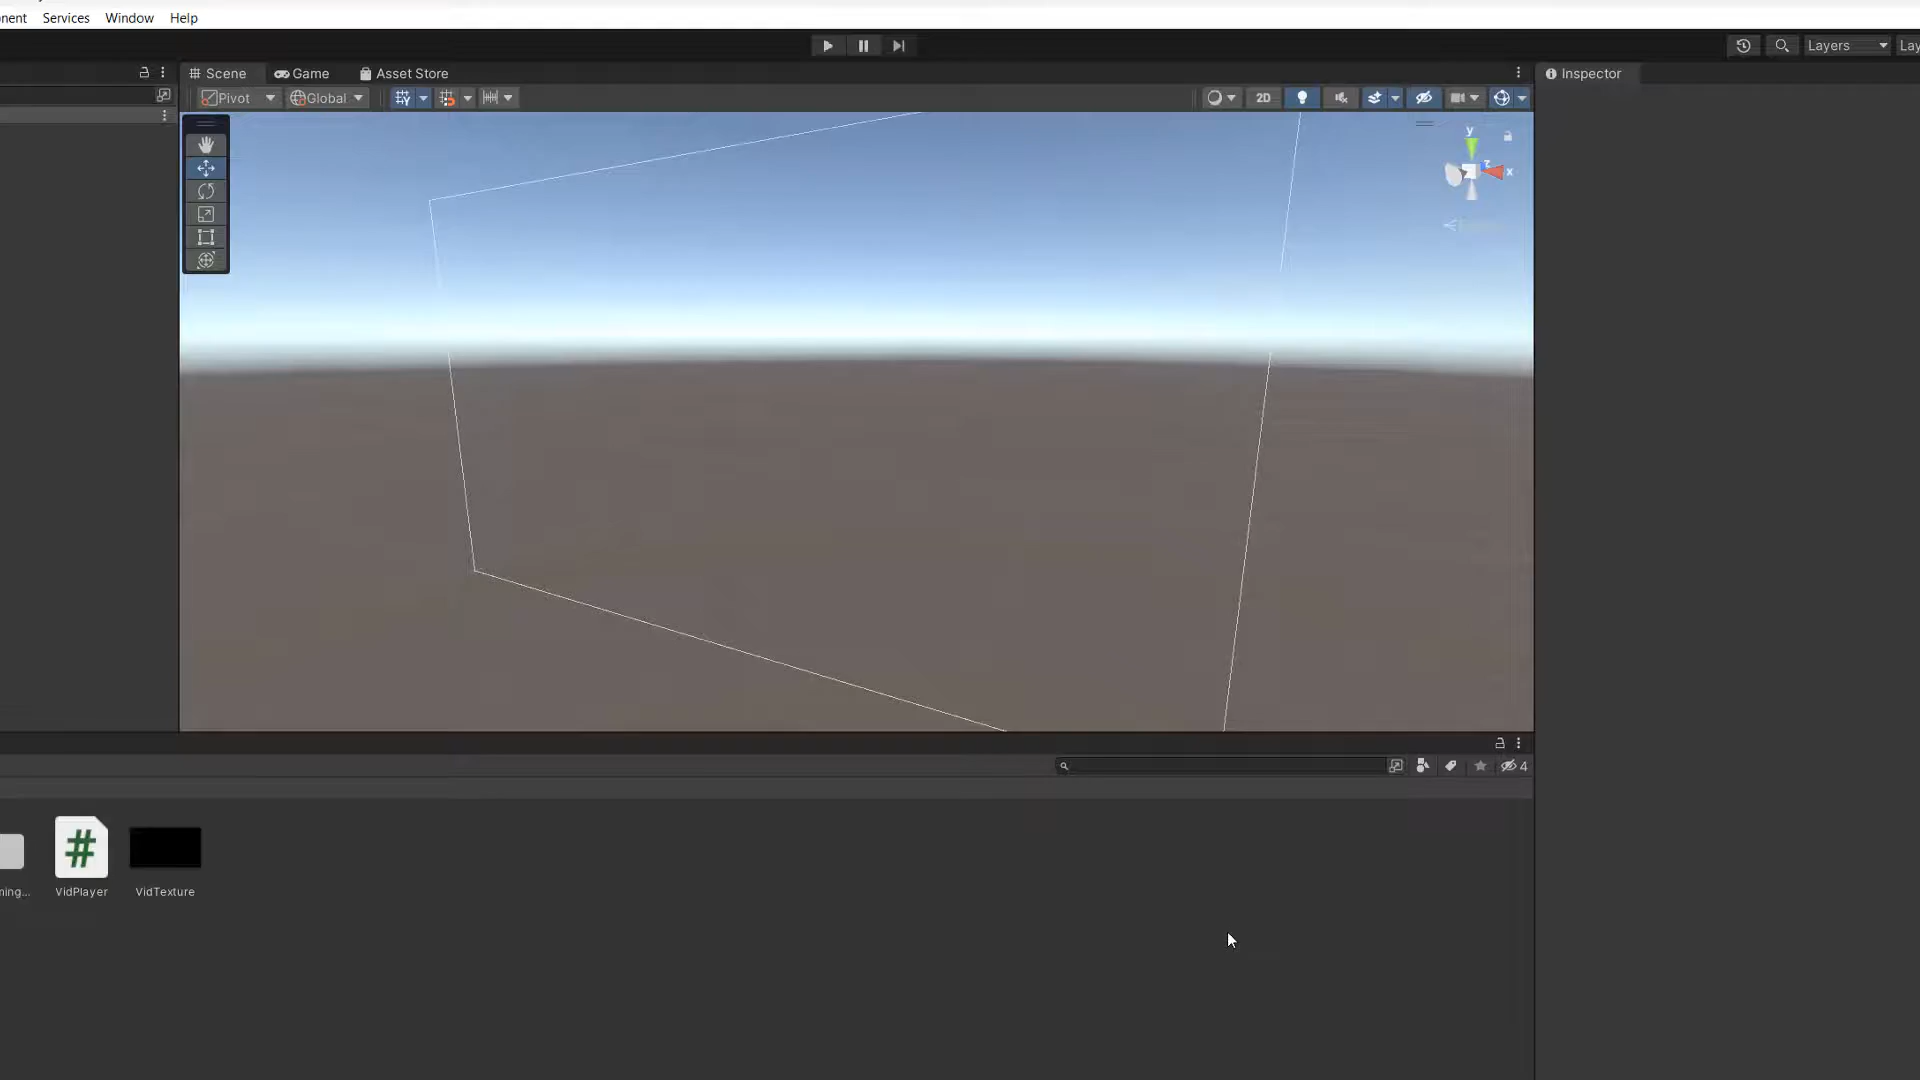 nent Services Window Help
Layers Lay
Scene Game Asset Store Inspector
Pivot Global 2D
y
z
x
4
ning... VidPlayer VidTexture